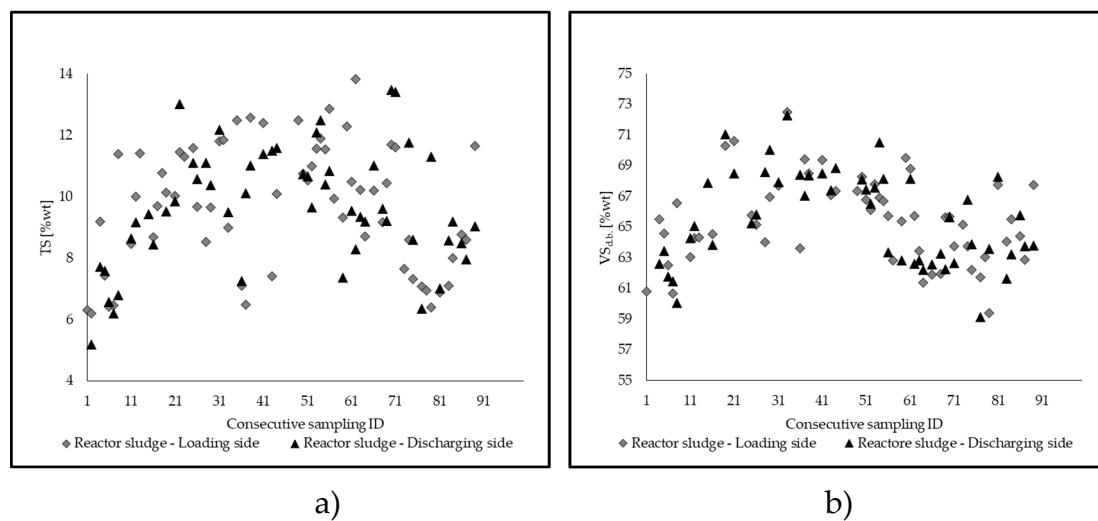 14
12
10
8
6
4
TS [%wt]
1 11 21 31 41 51 61 71 81 91
Consecutive sampling ID
Reactor sludge - Loading side Reactor sludge - Discharging side
a)
75
73
71
69
67
65
63
61
59
57
55
VSd.b. [%wt]
1 11 21 31 41 51 61 71 81 91
Consecutive sampling ID
Reactor sludge - Loading side Reactore sludge - Discharging side
b)